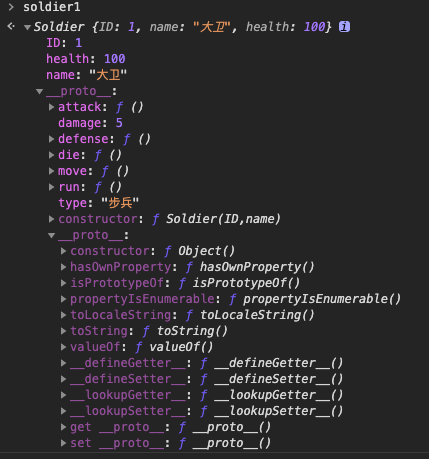 soldier1
Soldier {ID: 1, name: "大卫", health: 100} i
ID: 1
health: 100
name: "大卫"
__proto__:
attack: ƒ ()
damage: 5
defense: ƒ ()
die: ƒ ()
move: ƒ ()
run: ƒ ()
type: "步兵"
constructor: ƒ Soldier(ID,name)
__proto__:
constructor: ƒ Object()
hasOwnProperty: ƒ hasOwnProperty()
isPrototypeOf: ƒ isPrototypeOf()
propertyIsEnumerable: ƒ propertyIsEnumerable()
toLocaleString: ƒ toLocaleString()
toString: ƒ toString()
valueOf: ƒ valueOf()
__defineGetter__: ƒ __defineGetter__()
__defineSetter__: ƒ __defineSetter__()
__lookupGetter__: ƒ __lookupGetter__()
__lookupSetter__: ƒ __lookupSetter__()
get __proto__: ƒ __proto__()
set __proto__: ƒ __proto__()